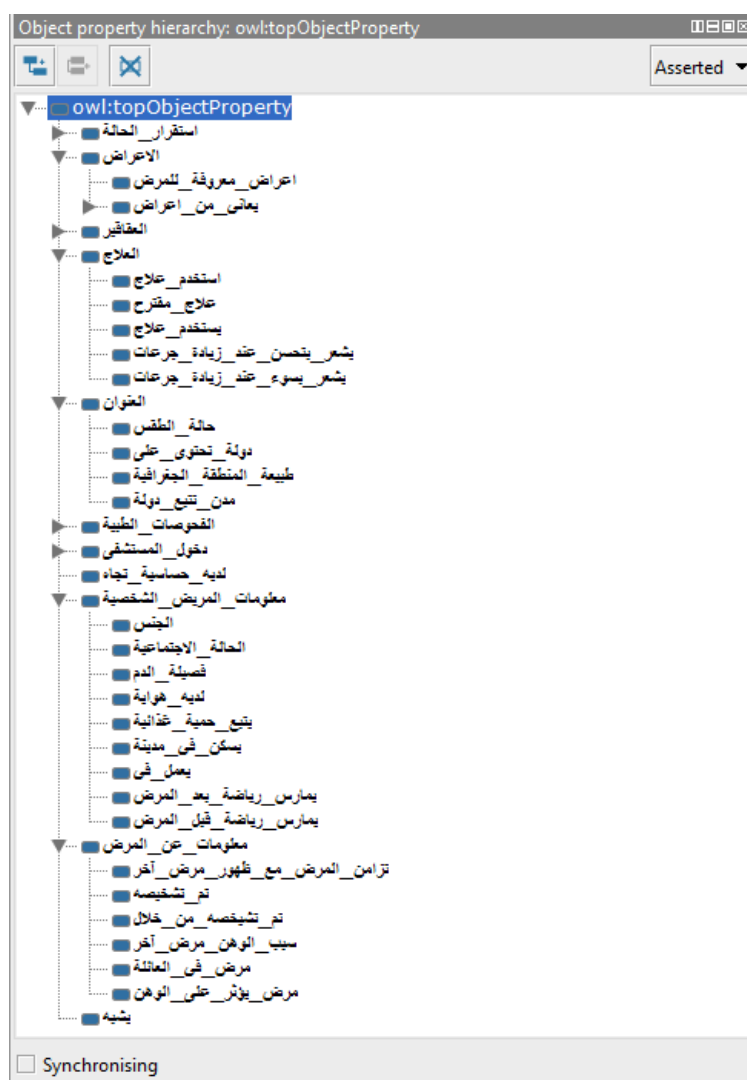 Object property hierarchy: owl:topObjectProperty
Asserted
owl:topObjectProperty
استقرار_الحالة
الاعراض
اعراض_معروفة_للمرض
يعانى_من_اعراض
العقاقير
العلاج
استخدم_علاج
علاج_مقترح
يستخدم_علاج
يشعر_بتحسن_عند_زيادة_جرعات
يشعر_بسوء_عند_زيادة_جرعات
العنوان
حالة_الطقس
دولة_تحتوى_على
طبيعة_المنطقة_الجغرافية
مدن_تتبع_دولة
الفحوصات_الطبية
دخول_المستشفى
لديه_حساسية_تجاه
معلومات_المريض_الشخصية
الجنس
الحالة_الاجتماعية
فصيلة_الدم
لديه_هواية
يتبع_حمية_غذائية
يسكن_فى_مدينة
يعمل_فى
يمارس_رياضة_بعد_المرض
يمارس_رياضة_قبل_المرض
معلومات_عن_المرض
تزامن_المرض_مع_ظهور_مرض_آخر
تم_تشخيصه
تم_تشيخصه_من_خلال
سبب_الوهن_مرض_آخر
مرض_فى_العائلة
مرض_يؤثر_على_الوهن
يشبه
Synchronising